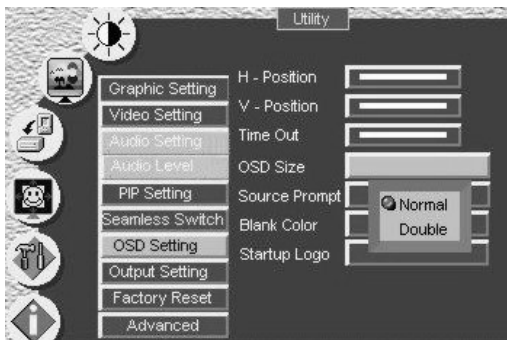 Utility
Graphic Setting
Video Setting
Audio Setting
Audio Level
PIP Setting
Seamless Switch
OSD Setting
Output Setting
Factory Reset
Advanced
H - Position
V - Position
Time Out
OSD Size
Source Prompt
Blank Color
Startup Logo
Normal
Double